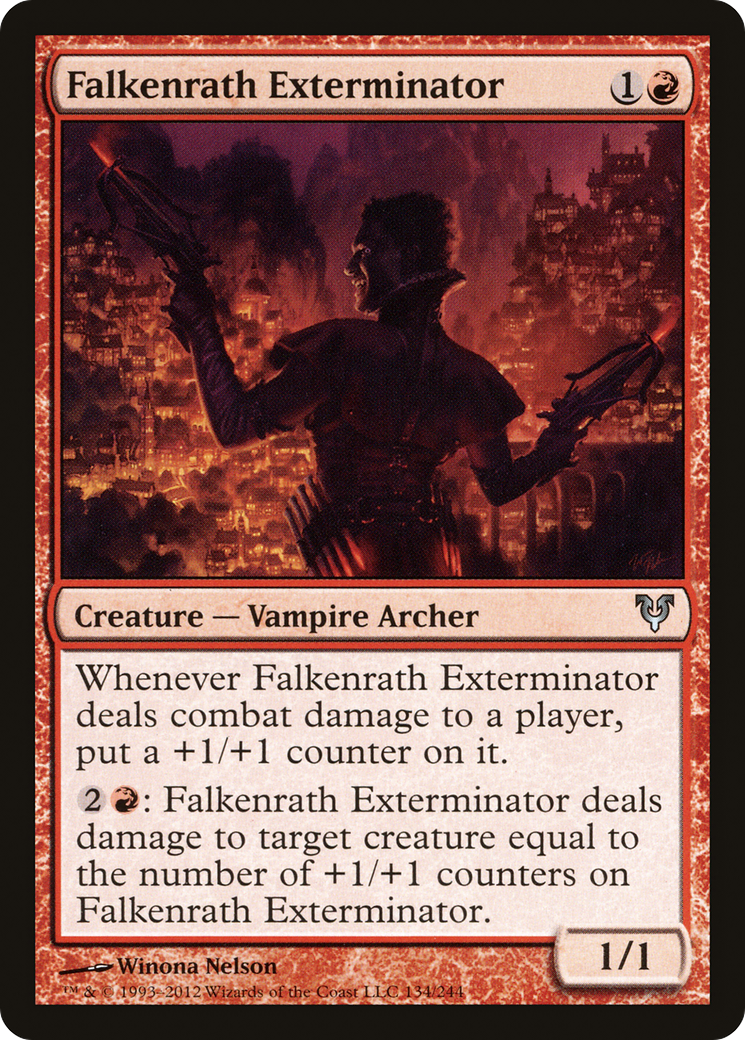 Falkenrath Exterminator 1
Creature — Vampire Archer
Whenever Falkenrath Exterminator
deals combat damage to a player,
put a +1/+1 counter on it.
2: Falkenrath Exterminator deals
damage to target creature equal to
the number of +1/+1 counters on
Falkenrath Exterminator.
1/1
Winona Nelson
™ & © 1993–2012 Wizards of the Coast LLC 134/244